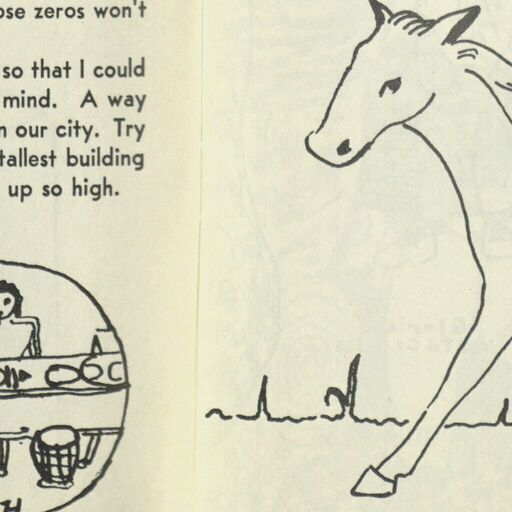 ose zeros won't
so that I could
mind. A way
n our city. Try
tallest building
up so high.